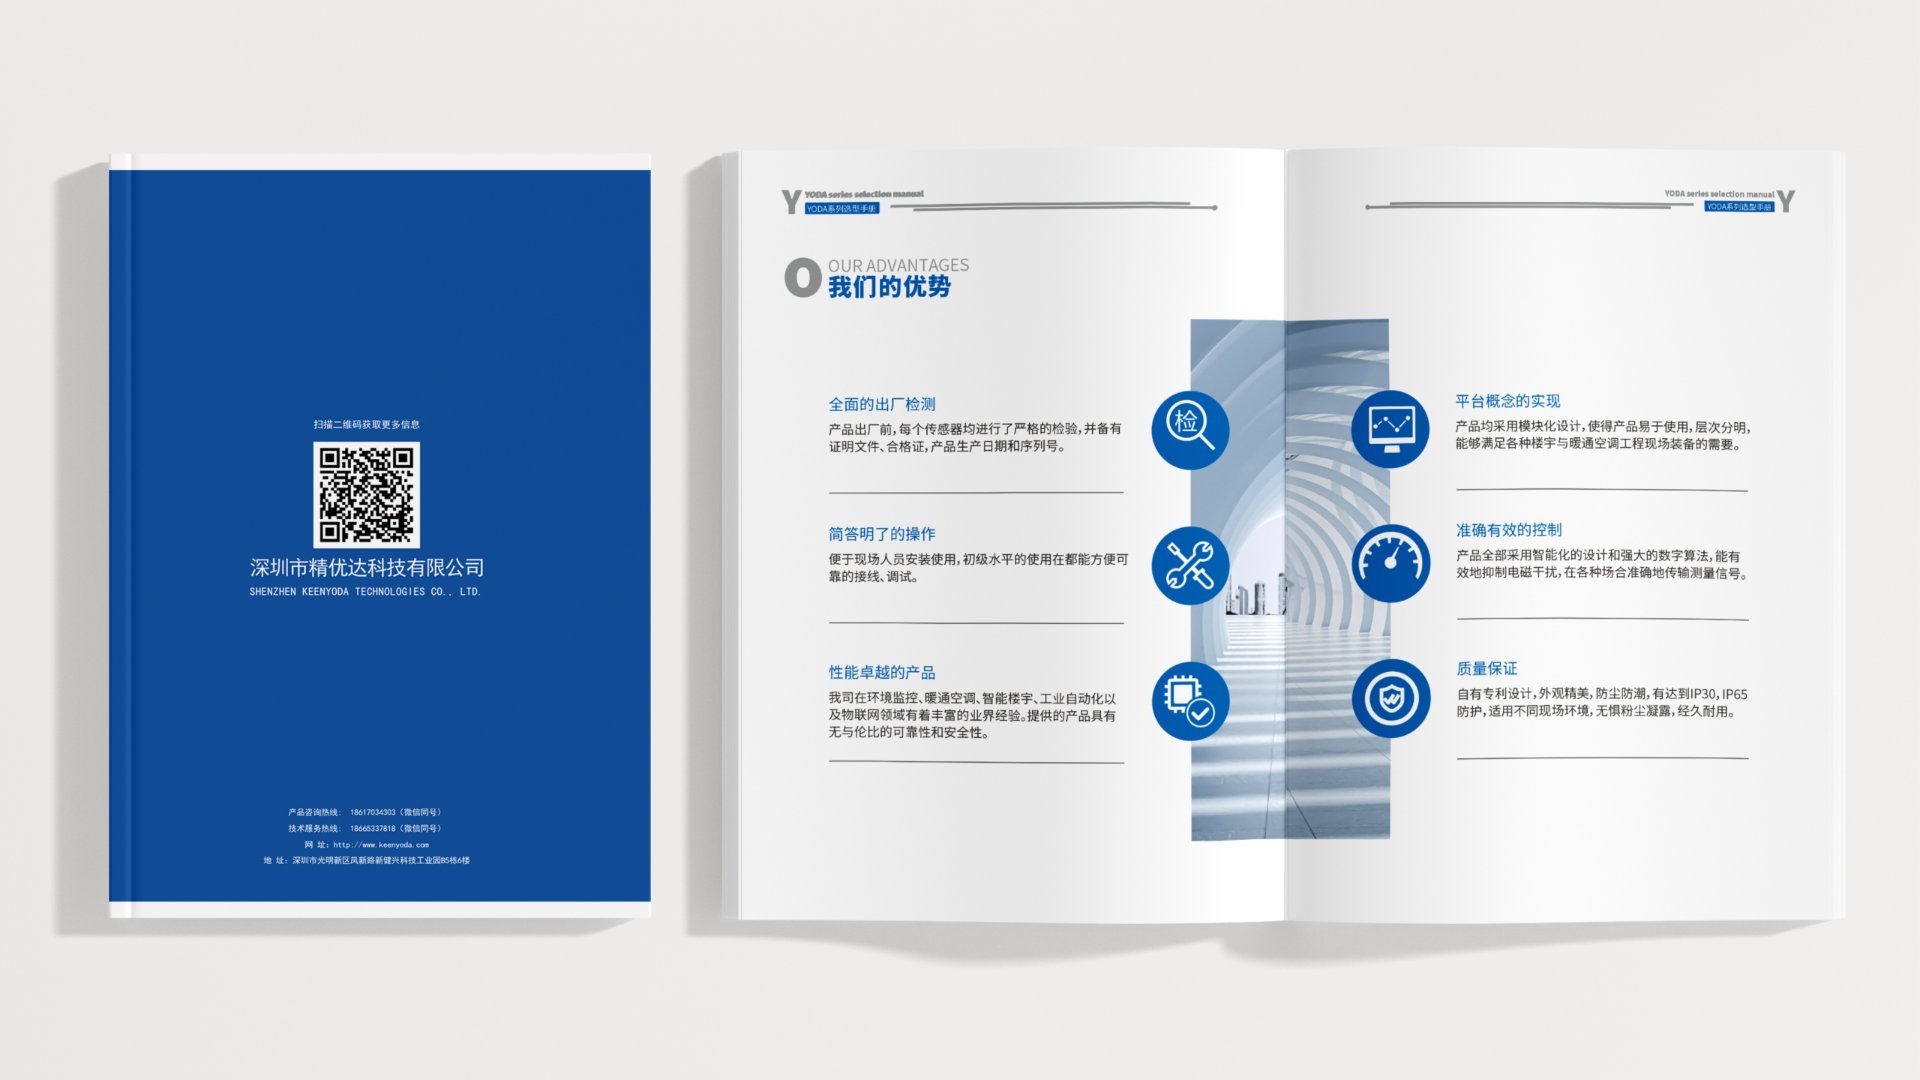 扫描二维码获取更多信息
深圳市精优达科技有限公司
SHENZHEN KEENYODA TECHNOLOGIES CO., LTD.
产品咨询热线: 18617034303 (微信同号)
技术服务热线: 18665337818 (微信同号)
网 址: http://www.keenyoda.com
地 址: 深圳市光明新区凤新路新健兴科技工业园B5栋6楼
Y YODA series selection manual
YODA系列选型手册
O OUR ADVANTAGES
我们的优势
全面的出厂检测
产品出厂前,每个传感器均进行了严格的检验,并备有
证明文件、合格证,产品生产日期和序列号。
检
简答明了的操作
便于现场人员安装使用,初级水平的使用在都能方便可
靠的接线、调试。
性能卓越的产品
我司在环境监控、暖通空调、智能楼宇、工业自动化以
及物联网领域有着丰富的业界经验。提供的产品具有
无与伦比的可靠性和安全性。
YODA series selection manual Y
YODA系列选型手册
平台概念的实现
产品均采用模块化设计,使得产品易于使用,层次分明,
能够满足各种楼宇与暖通空调工程现场装备的需要。
准确有效的控制
产品全部采用智能化的设计和强大的数字算法,能有
效地抑制电磁干扰,在各种场合准确地传输测量信号。
质量保证
自有专利设计,外观精美,防尘防潮,有达到IP30,IP65
防护,适用不同现场环境,无惧粉尘凝露,经久耐用。